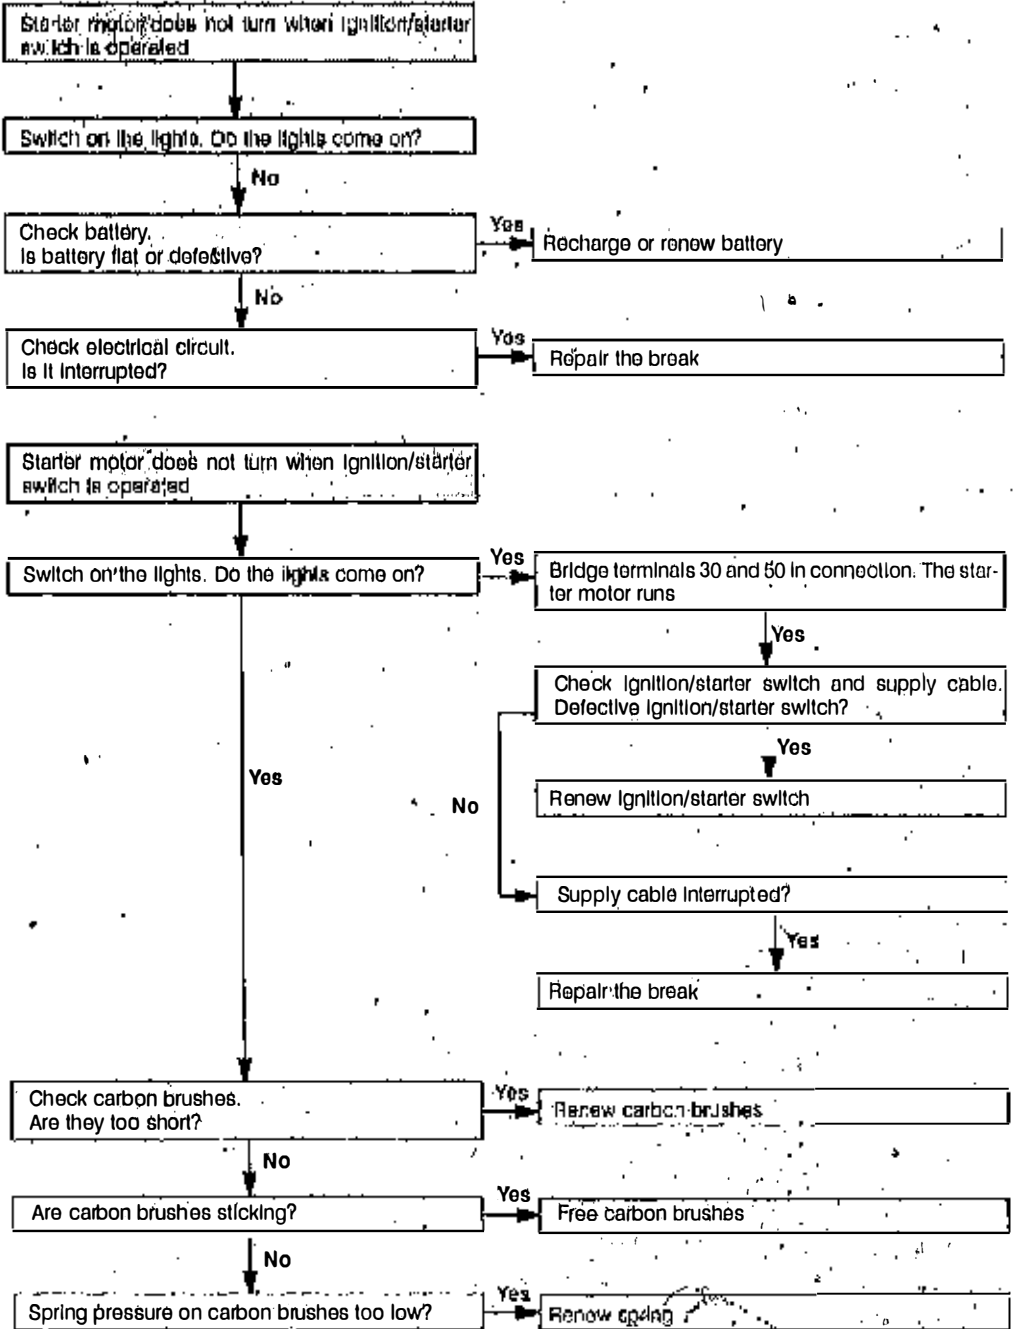 Starter motor does not turn when ignition/starter
switch is operated
Switch on the lights. Do the lights come on?
No
Check battery.
Is battery flat or defective?
Yes
Recharge or renew battery
No
Check electrical circuit.
Is it interrupted?
Yes
Repair the break
Starter motor does not turn when ignition/starter
switch is operated
Switch on the lights. Do the lights come on?
Yes
Bridge terminals 30 and 50 in connection. The star-
ter motor runs
Yes
Check ignition/starter switch and supply cable.
Defective ignition/starter switch?
Yes
Renew ignition/starter switch
No
Supply cable interrupted?
Yes
Repair the break
Yes
Check carbon brushes.
Are they too short?
Yes
Renew carbon brushes
No
Are carbon brushes sticking?
Yes
Free carbon brushes
No
Spring pressure on carbon brushes too low?
Yes
Renew spring